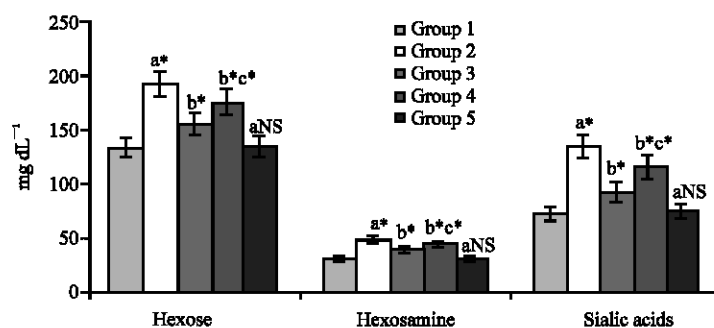 250
200
150
100
50
0
mg dL⁻¹
Group 1
Group 2
Group 3
Group 4
Group 5
a*
b*
b*c*
aNS
a*
b*
b*c*
aNS
a*
b*
b*c*
aNS
Hexose
Hexosamine
Sialic acids